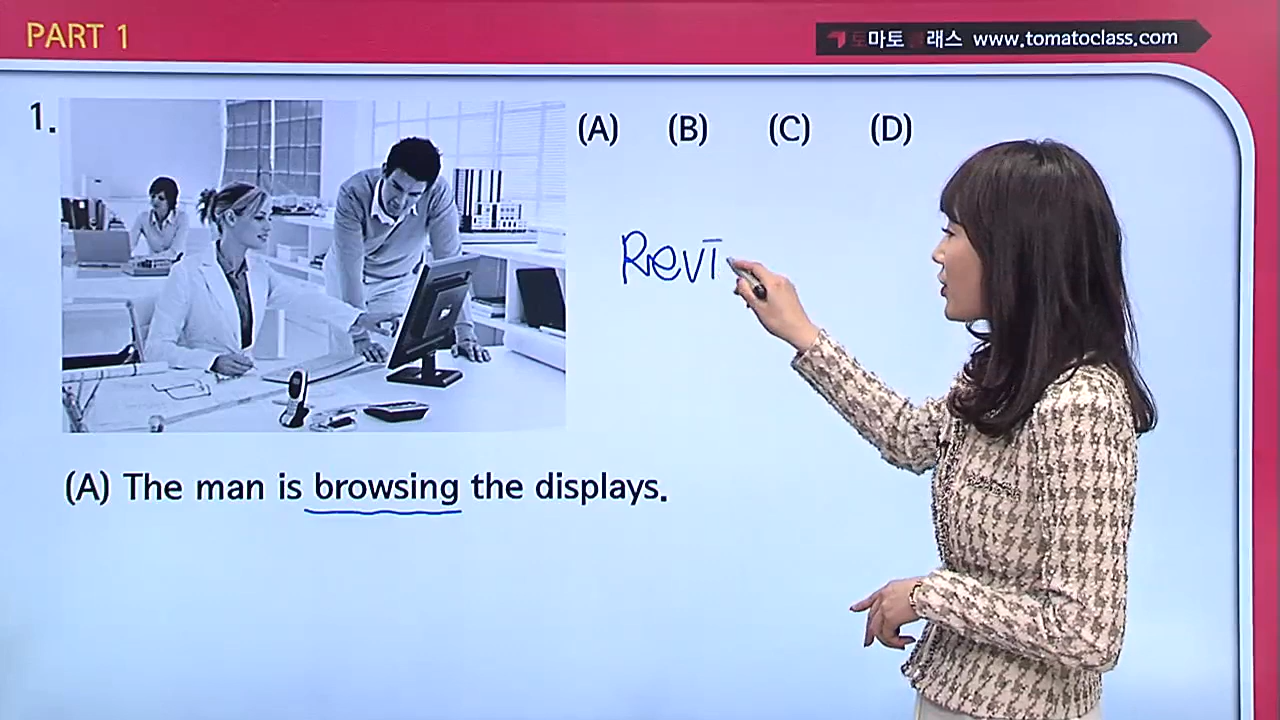 PART 1
토마토클래스 www.tomatoclass.com
1.
(A) (B) (C) (D)
Revi
(A) The man is browsing the displays.